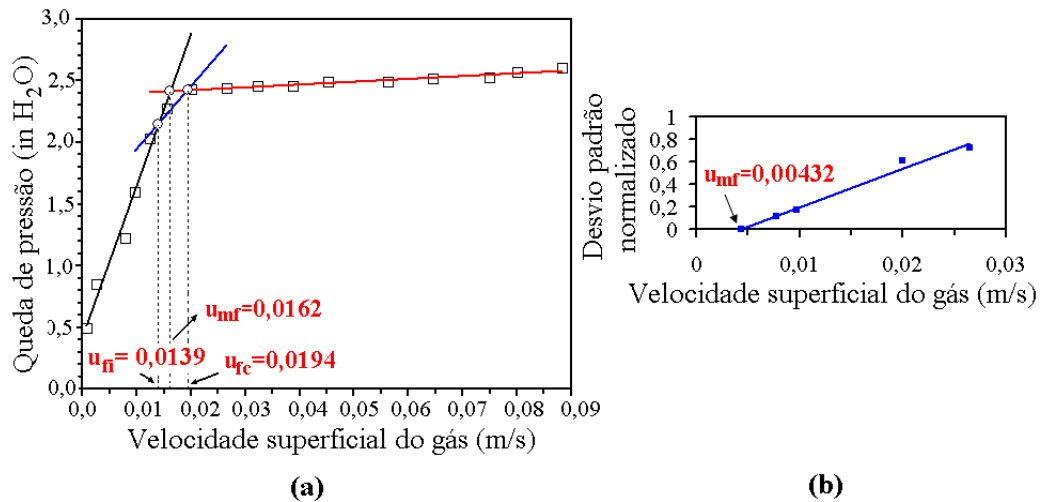 Queda de pressão (in H2O)
3,0
2,5
2,0
1,5
1,0
0,5
0,0
umf=0,0162
ufi= 0,0139
ufc=0,0194
0,0 0,01 0,02 0,03 0,04 0,05 0,06 0,07 0,08 0,09
Velocidade superficial do gás (m/s)
(a)
Desvio padrão
normalizado
1
0,8
0,6
0,4
0,2
0
umf=0,00432
0 0,01 0,02 0,03
Velocidade superficial do gás (m/s)
(b)